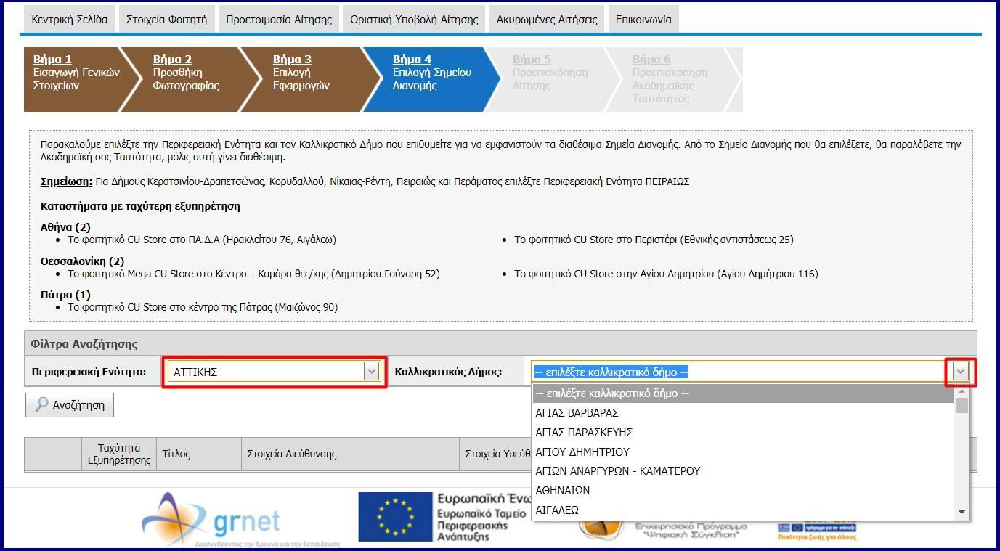 Κεντρική Σελίδα Στοιχεία Φοιτητή Προετοιμασία Αίτησης Οριστική Υποβολή Αίτησης Ακυρωμένες Αιτήσεις Επικοινωνία
Βήμα 1
Εισαγωγή Γενικών
Στοιχείων
Βήμα 2
Προσθήκη
Φωτογραφίας
Βήμα 3
Επιλογή
Εφαρμογών
Βήμα 4
Επιλογή Σημείου
Διανομής
Βήμα 5
Προεπισκόπηση
Αίτησης
Βήμα 6
Προεπισκόπηση
Ακαδημαϊκής
Ταυτότητας
Παρακαλούμε επιλέξτε την Περιφερειακή Ενότητα και τον Καλλικρατικό Δήμο που επιθυμείτε για να εμφανιστούν τα διαθέσιμα Σημεία Διανομής. Από το Σημείο Διανομής που θα επιλέξετε, θα παραλάβετε την
Ακαδημαϊκή σας Ταυτότητα, μόλις αυτή γίνει διαθέσιμη.
Σημείωση: Για Δήμους Κερατσινίου-Δραπετσώνας, Κορυδαλλού, Νίκαιας-Ρέντη, Πειραιώς και Περάματος επιλέξτε Περιφερειακή Ενότητα ΠΕΙΡΑΙΩΣ
Καταστήματα με ταχύτερη εξυπηρέτηση
Αθήνα (2)
• Το φοιτητικό CU Store στο ΠΑ.Δ.Α (Ηρακλείτου 76, Αιγάλεω) • Το φοιτητικό CU Store στο Περιστέρι (Εθνικής αντιστάσεως 25)
Θεσσαλονίκη (2)
• Το φοιτητικό Mega CU Store στο Κέντρο – Καμάρα θες/κης (Δημητρίου Γούναρη 52) • Το φοιτητικό CU Store στην Αγίου Δημητρίου (Αγίου Δημήτριου 116)
Πάτρα (1)
• Το φοιτητικό CU Store στο κέντρο της Πάτρας (Μαιζώνος 90)
Φίλτρα Αναζήτησης
Περιφερειακή Ενότητα: ΑΤΤΙΚΗΣ Καλλικρατικός Δήμος: -- επιλέξτε καλλικρατικό δήμο --
-- επιλέξτε καλλικρατικό δήμο --
ΑΓΙΑΣ ΒΑΡΒΑΡΑΣ
ΑΓΙΑΣ ΠΑΡΑΣΚΕΥΗΣ
ΑΓΙΟΥ ΔΗΜΗΤΡΙΟΥ
ΑΓΙΩΝ ΑΝΑΡΓΥΡΩΝ - ΚΑΜΑΤΕΡΟΥ
ΑΘΗΝΑΙΩΝ
ΑΙΓΑΛΕΩ
Αναζήτηση
Ταχύτητα
Εξυπηρέτησης
Τίτλος Στοιχεία Διεύθυνσης Στοιχεία Υπεύθ
grnet
Διασυνδέοντας την Έρευνα και την Εκπαίδευση
Ευρωπαϊκή Ένω
Ευρωπαϊκό Ταμείο
Περιφερειακής
Ανάπτυξης
Επιχειρησιακό Πρόγραμμα
"Ψηφιακή Σύγκλιση"
Ποιότητα ζωής για όλους